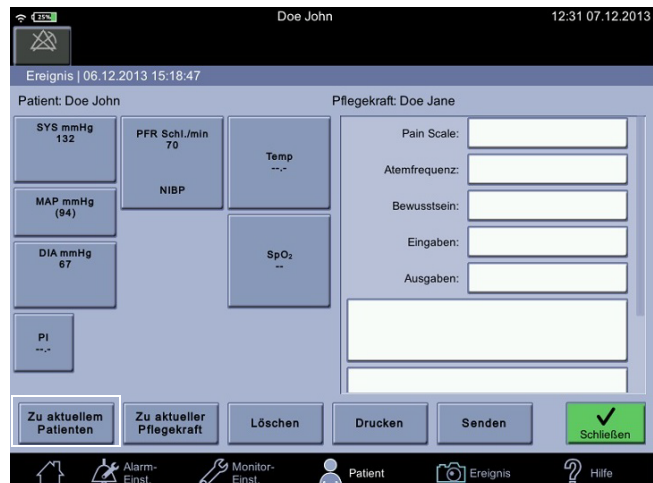 25%
Doe John
12:31 07.12.2013
Ereignis | 06.12.2013 15:18:47
Patient: Doe John
Pflegekraft: Doe Jane
SYS mmHg
132
MAP mmHg
(94)
DIA mmHg
67
PI
--.-
PFR Schl./min
70
NIBP
Temp
--.-
SpO₂
--
Pain Scale:
Atemfrequenz:
Bewusstsein:
Eingaben:
Ausgaben:
Zu aktuellem
Patienten
Zu aktueller
Pflegekraft
Löschen
Drucken
Senden
Schließen
Alarm-
Einst.
Monitor-
Einst.
Patient
Ereignis
Hilfe